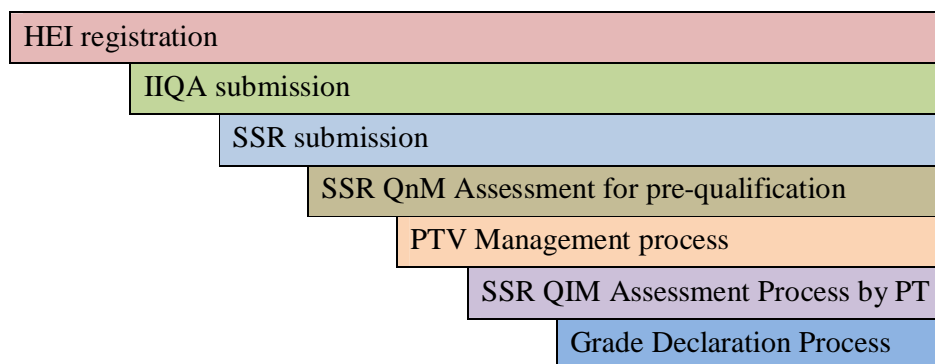 HEI registration
IIQA submission
SSR submission
SSR QnM Assessment for pre-qualification
PTV Management process
SSR QIM Assessment Process by PT
Grade Declaration Process